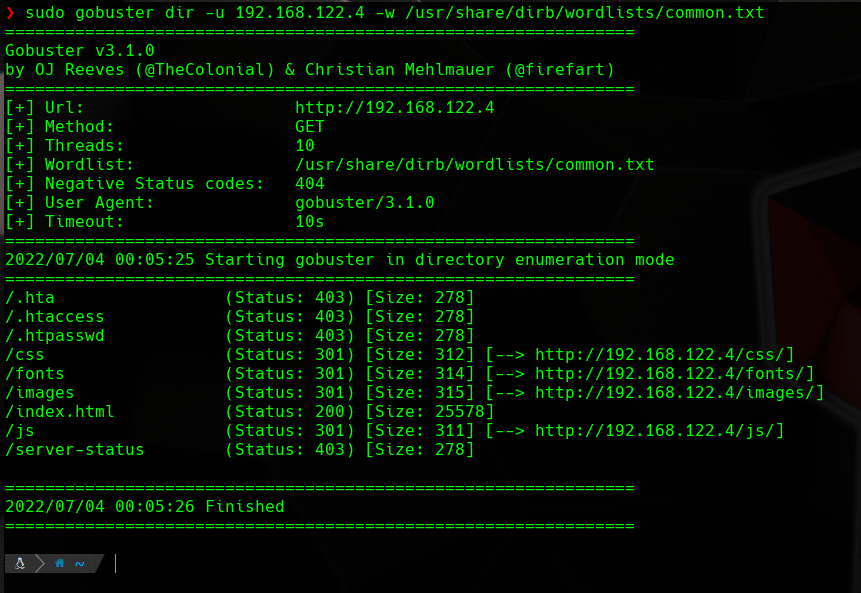 ❯ sudo gobuster dir -u 192.168.122.4 -w /usr/share/dirb/wordlists/common.txt
===============================================================
Gobuster v3.1.0
by OJ Reeves (@TheColonial) & Christian Mehlmauer (@firefart)
===============================================================
[+] Url:                     http://192.168.122.4
[+] Method:                  GET
[+] Threads:                 10
[+] Wordlist:                /usr/share/dirb/wordlists/common.txt
[+] Negative Status codes:   404
[+] User Agent:              gobuster/3.1.0
[+] Timeout:                 10s
===============================================================
2022/07/04 00:05:25 Starting gobuster in directory enumeration mode
===============================================================
/.hta                 (Status: 403) [Size: 278]
/.htaccess            (Status: 403) [Size: 278]
/.htpasswd            (Status: 403) [Size: 278]
/css                  (Status: 301) [Size: 312] [--> http://192.168.122.4/css/]
/fonts                (Status: 301) [Size: 314] [--> http://192.168.122.4/fonts/]
/images               (Status: 301) [Size: 315] [--> http://192.168.122.4/images/]
/index.html           (Status: 200) [Size: 25578]
/js                   (Status: 301) [Size: 311] [--> http://192.168.122.4/js/]
/server-status        (Status: 403) [Size: 278]
===============================================================
2022/07/04 00:05:26 Finished
===============================================================
~